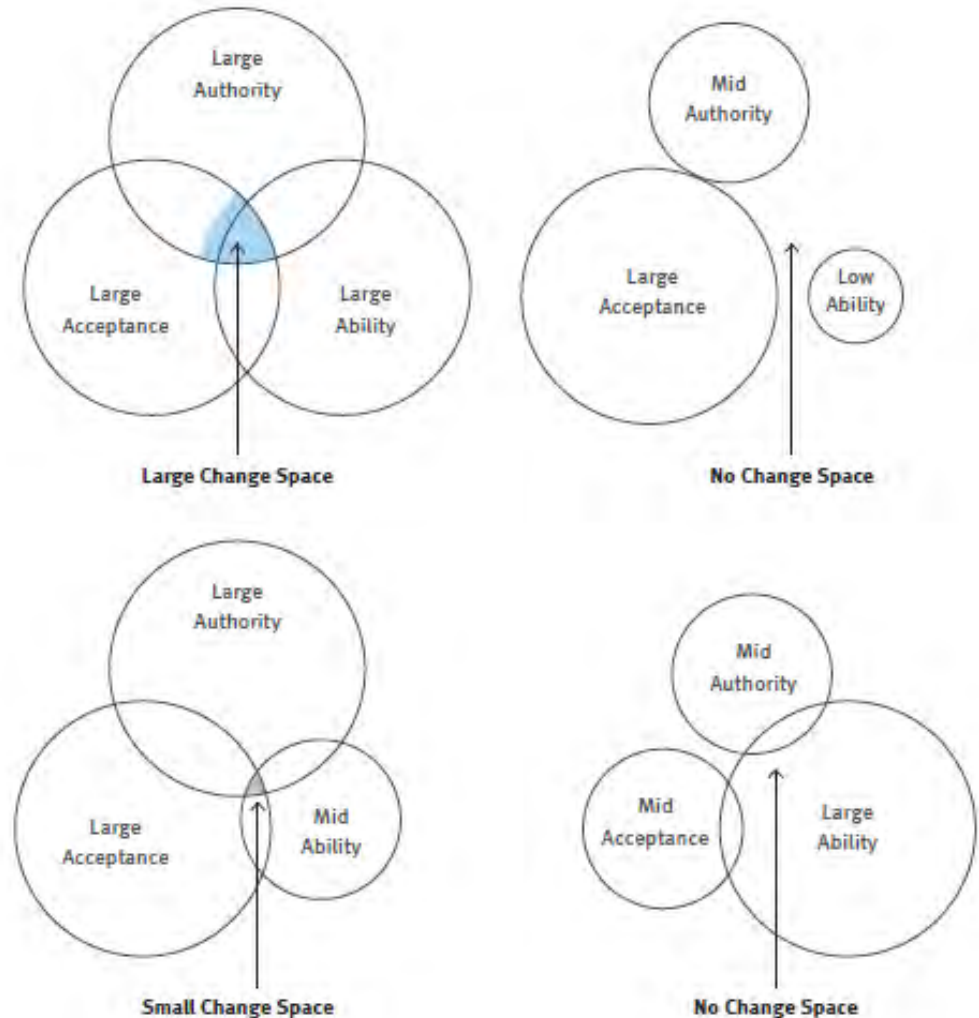 Large
Authority
Large
Acceptance
Large
Ability
Large Change Space
Mid
Authority
Large
Acceptance
Low
Ability
No Change Space
Large
Authority
Large
Acceptance
Mid
Ability
Small Change Space
Mid
Authority
Mid
Acceptance
Large
Ability
No Change Space